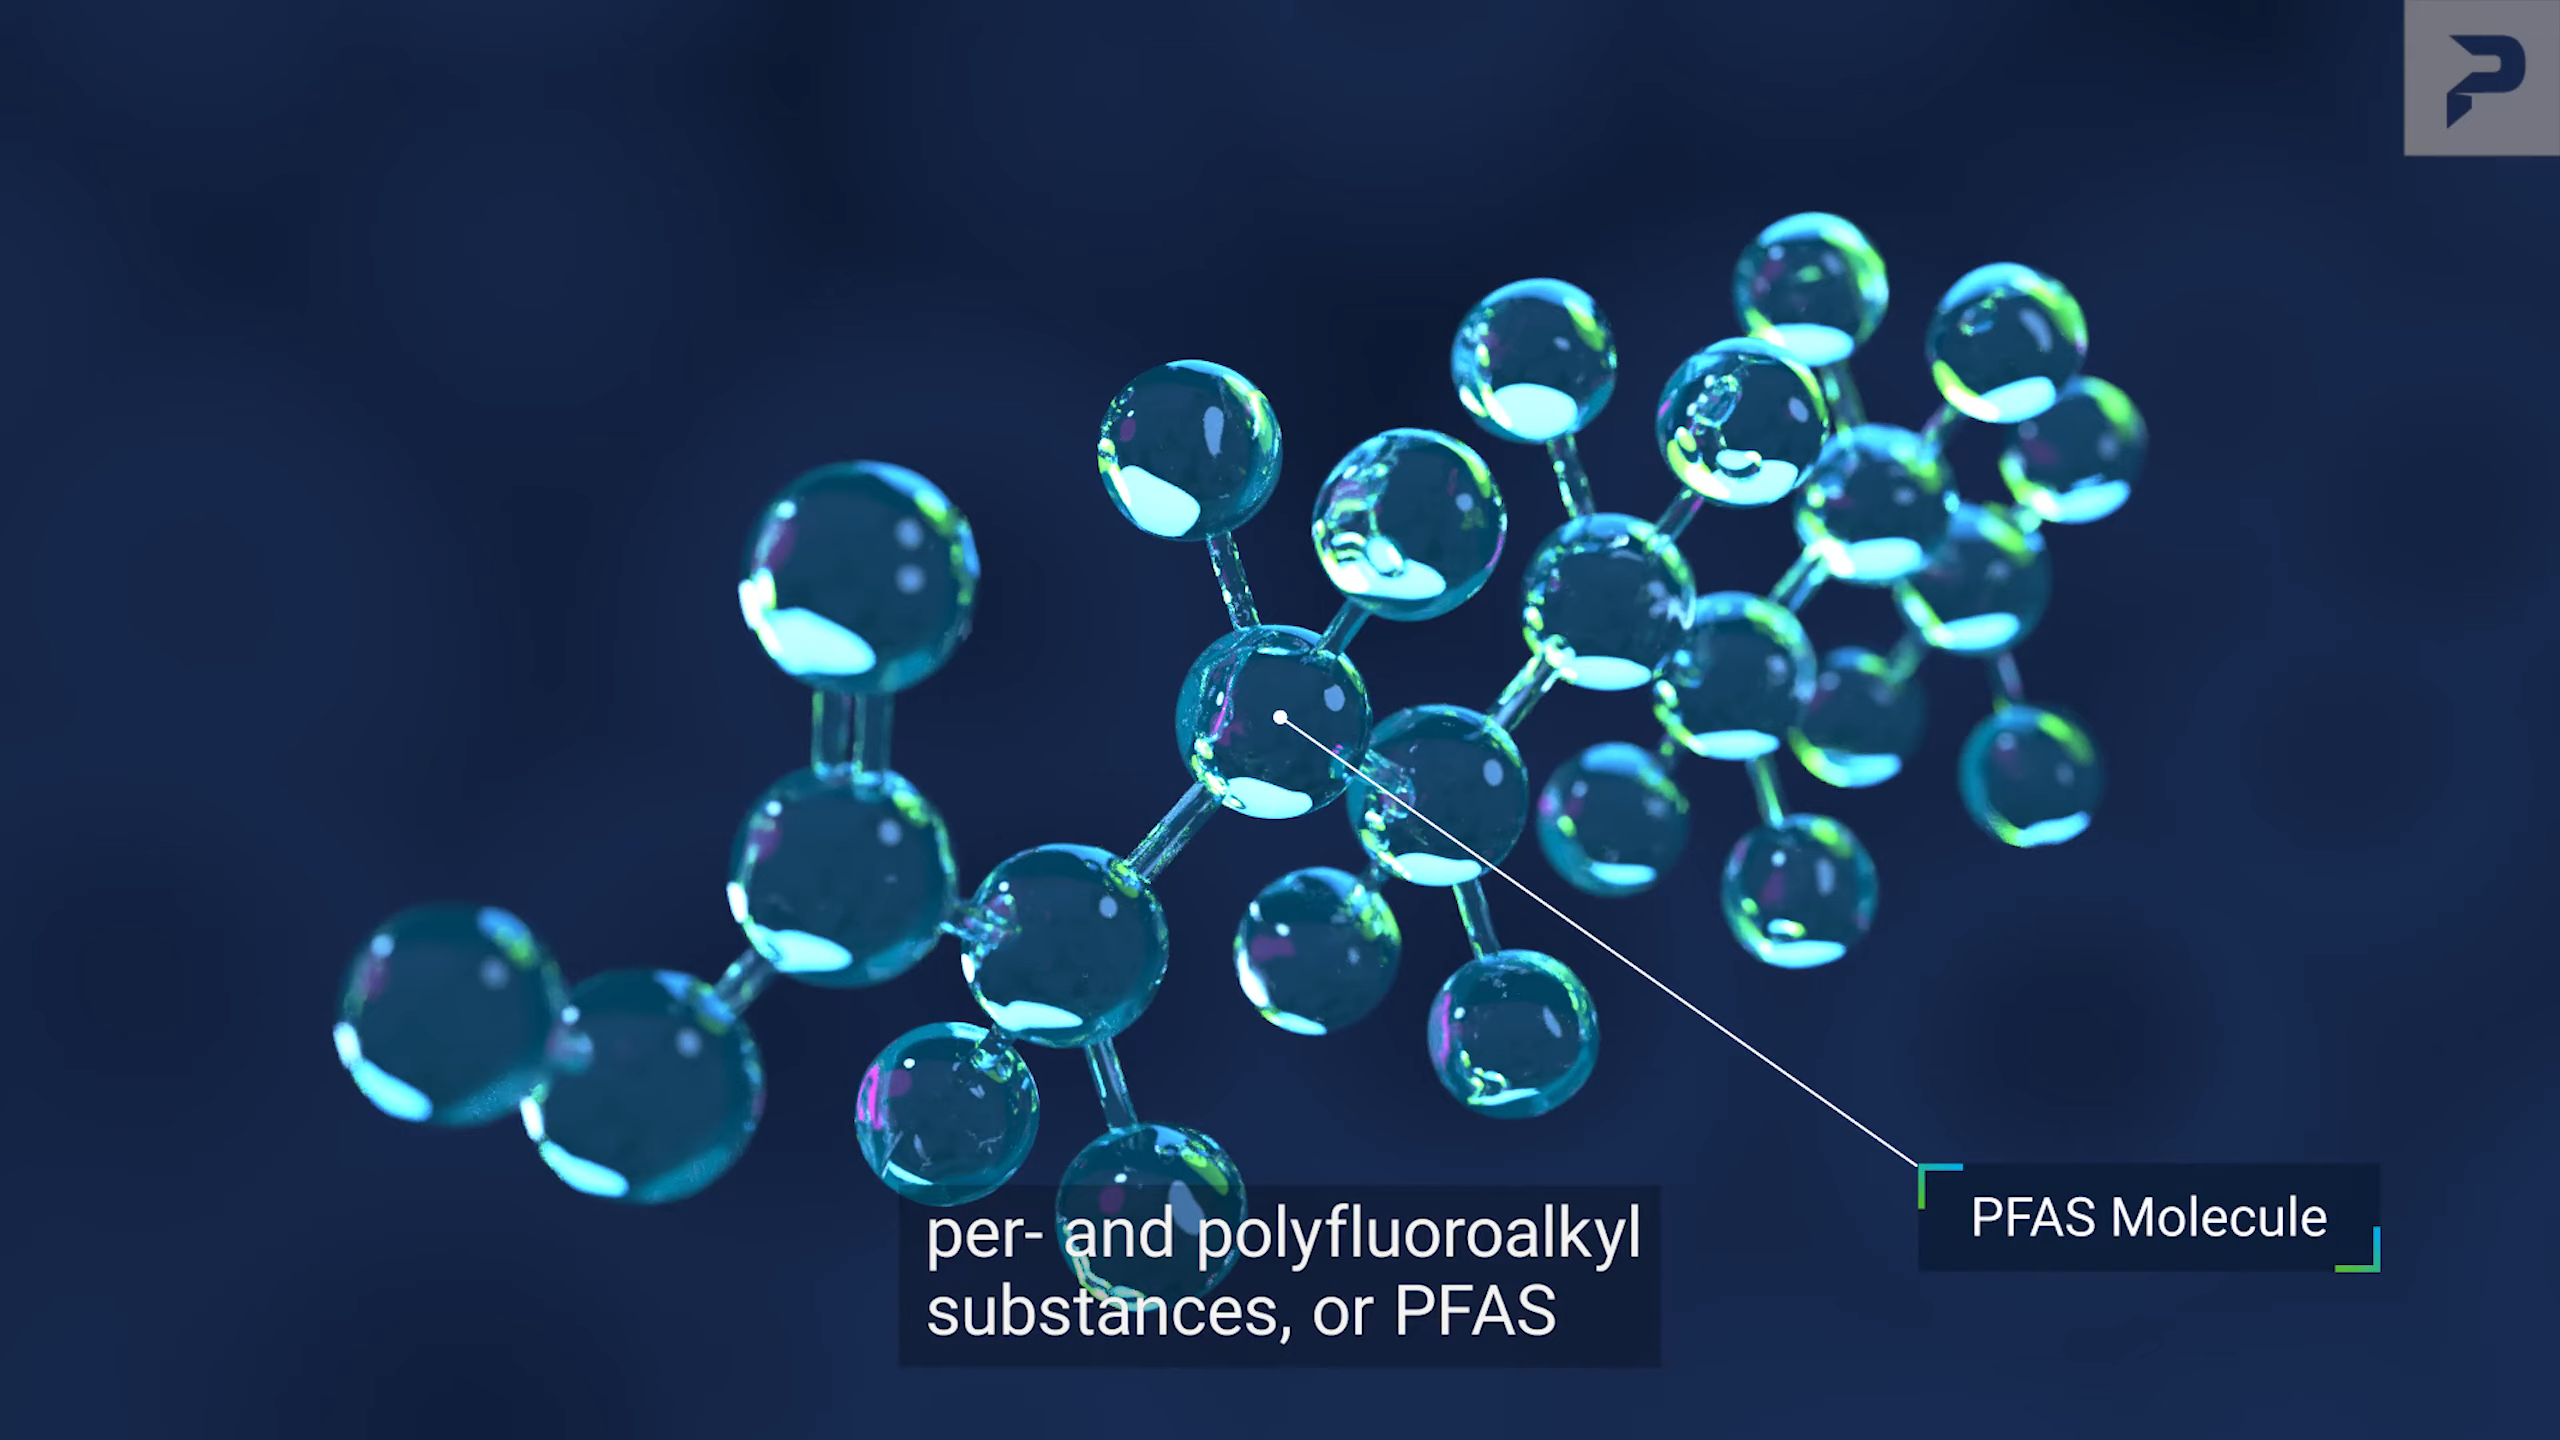 per- and polyfluoroalkyl
substances, or PFAS
PFAS Molecule